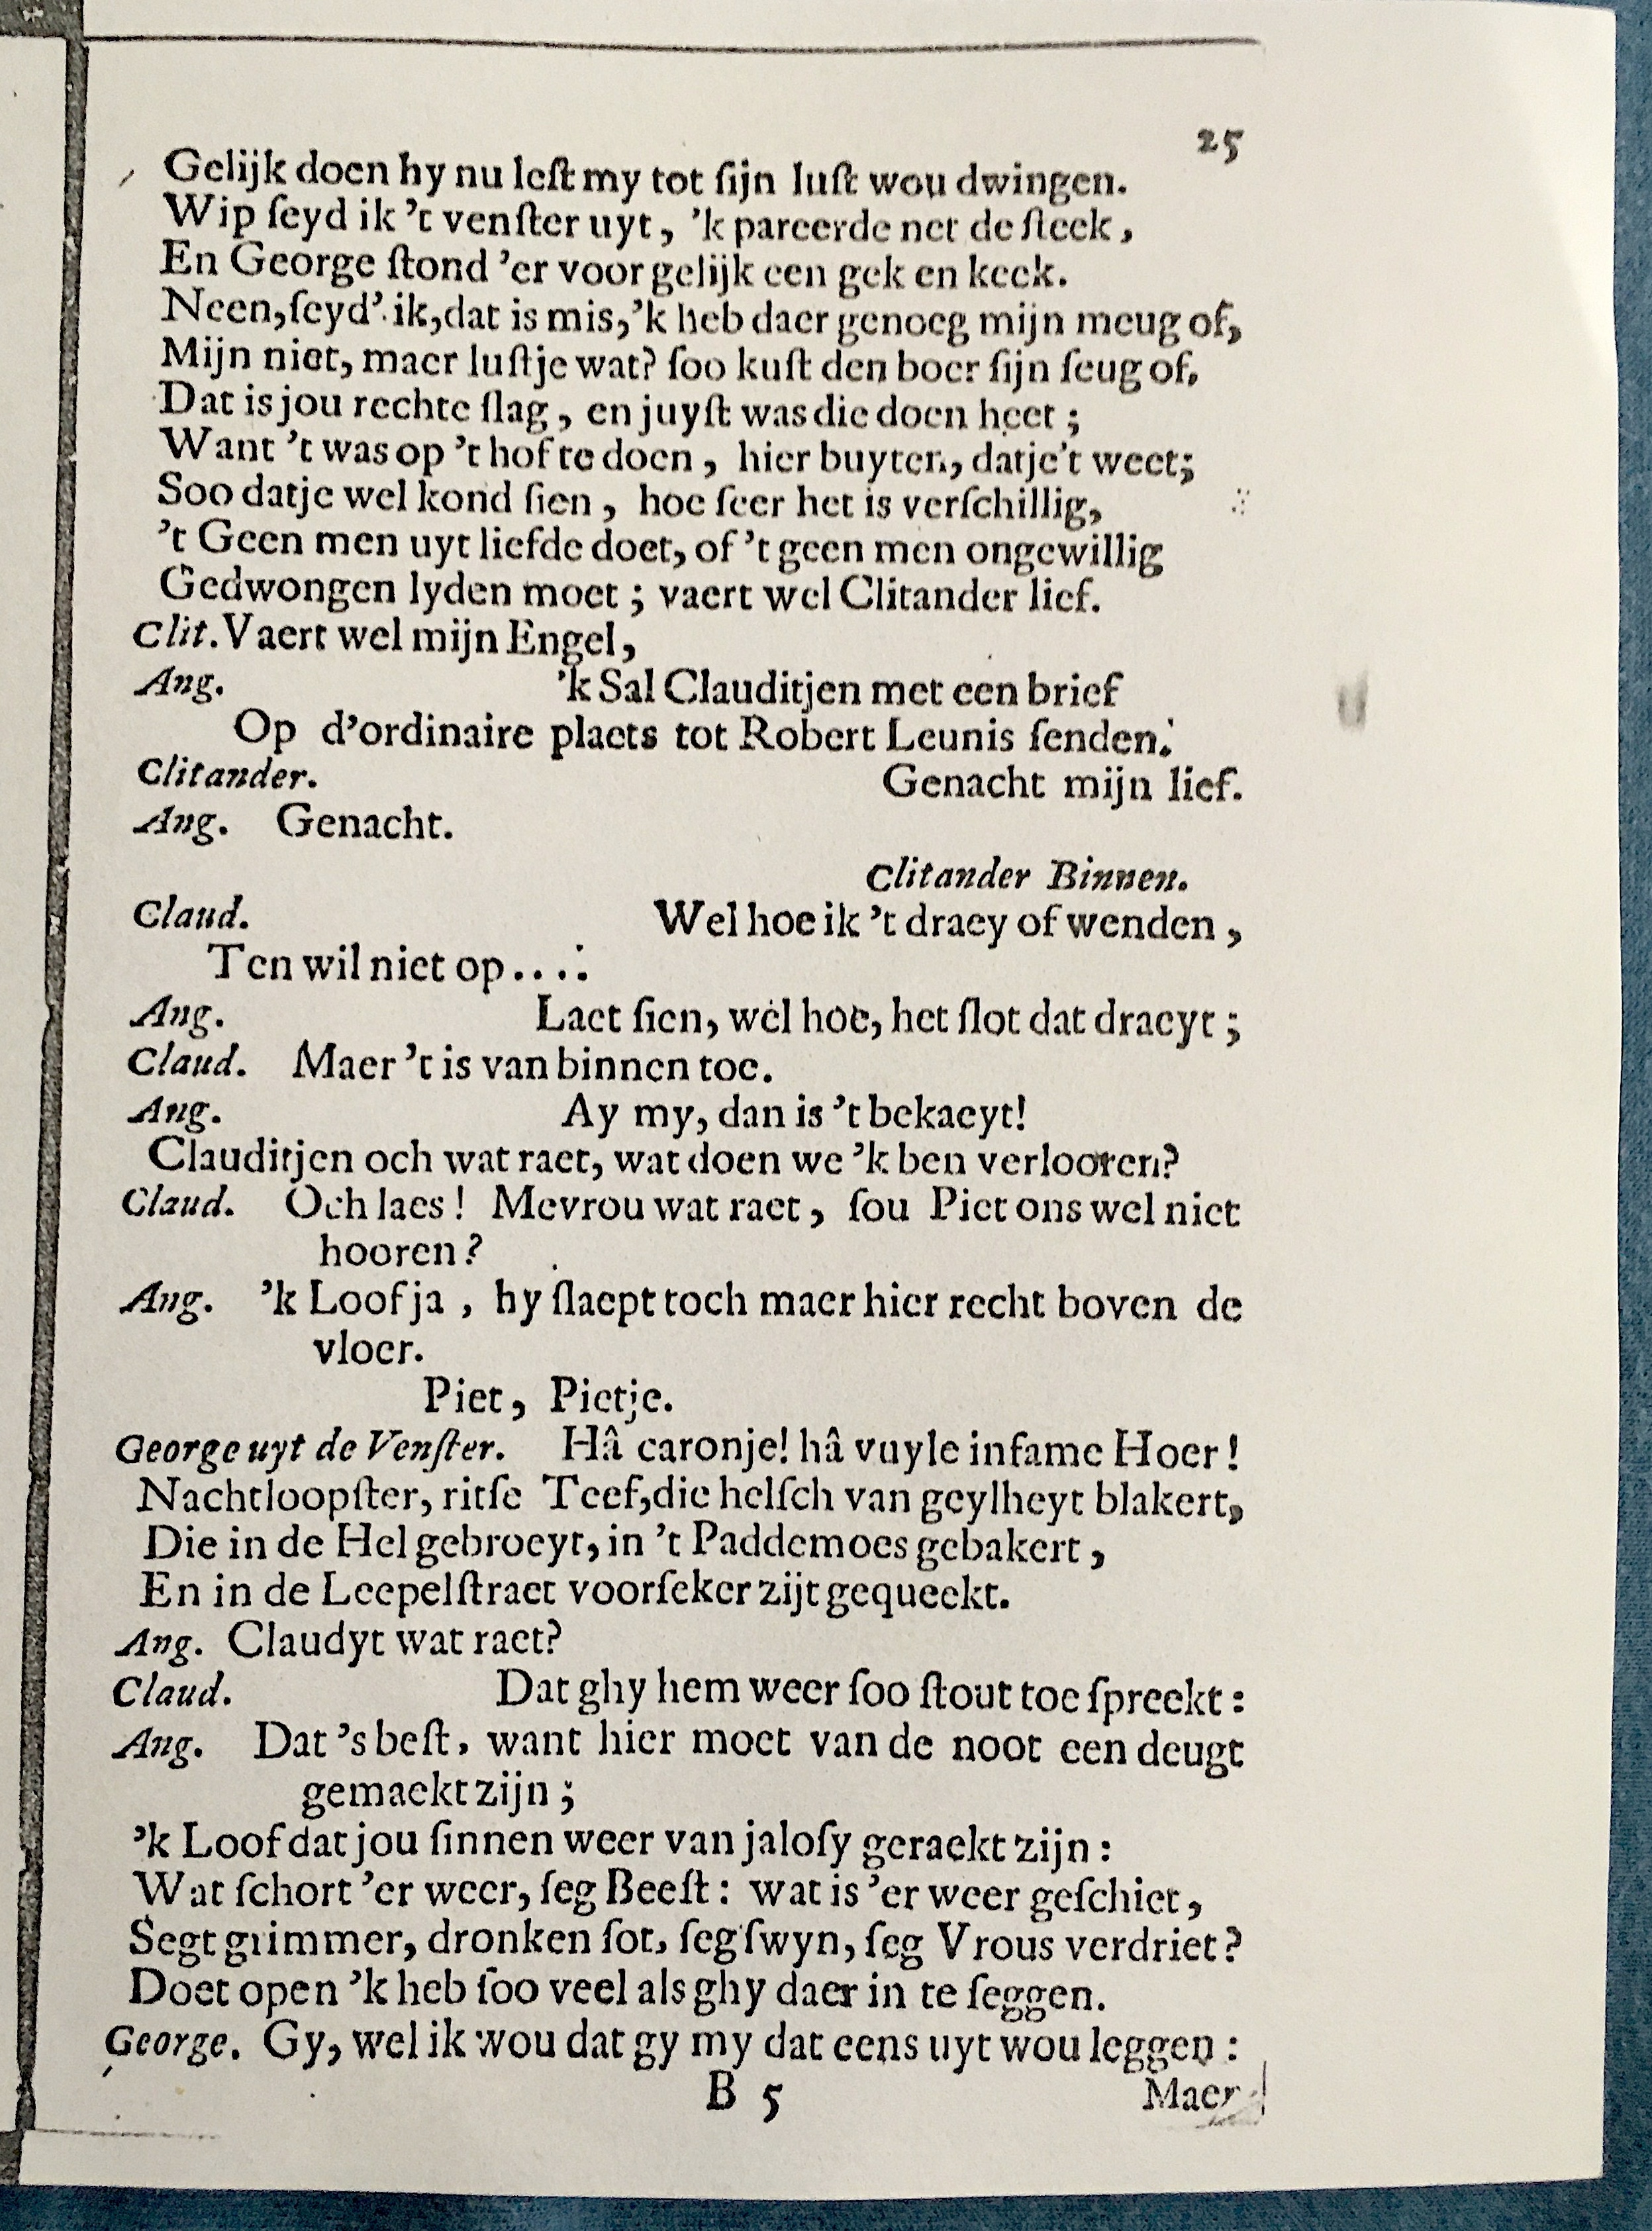 25
Gelijk doen hy nu leſt my tot ſijn luſt wou dwingen.
Wip ſeyd ik 't venſter uyt, 'k pareerde net de ſteek,
En George ſtond 'er voor gelijk een gek en keek.
Neen, ſeyd' ik, dat is mis, 'k heb daer genoeg mijn meug of,
Mijn niet, maer luſtje wat? ſoo kuſt den boer ſijn ſeug of,
Dat is jou rechte ſlag, en juyſt was die doen heet;
Want 't was op 't hof te doen, hier buyten, datje't weet;
Soo datje wel kond ſien, hoe ſeer het is verſchillig,
't Geen men uyt liefde doet, of 't geen men ongewillig
Gedwongen lyden moet; vaert wel Clitander lief.
Clit. Vaert wel mijn Engel,
Ang. 'k Sal Clauditjen met een brief
Op d'ordinaire plaets tot Robert Leunis ſenden.
Clitander. Genacht mijn lief.
Ang. Genacht.
Clitander Binnen.
Claud. Wel hoe ik 't draey of wenden,
Ten wil niet op....
Ang. Laet ſien, wel hoe, het ſlot dat draeyt;
Claud. Maer 't is van binnen toe.
Ang. Ay my, dan is 't bekaeyt!
Clauditjen och wat raet, wat doen we 'k ben verlooren?
Claud. Och laes! Mevrou wat raet, ſou Piet ons wel niet
hooren?
Ang. 'k Loof ja, hy ſlaept toch maer hier recht boven de
vloer.
Piet, Pietje.
George uyt de Venſter. Hâ caronje! hâ vuyle infame Hoer!
Nachtloopſter, ritſe Teef, die helſch van geylheyt blakert,
Die in de Hel gebroeyt, in 't Paddemoes gebakert,
En in de Leepelſtraet voorſeker zijt gequeekt.
Ang. Claudyt wat raet?
Claud. Dat ghy hem weer ſoo ſtout toe ſpreekt:
Ang. Dat 's beſt, want hier moet van de noot een deugt
gemaekt zijn;
'k Loof dat jou ſinnen weer van jaloſy geraekt zijn:
Wat ſchort 'er weer, ſeg Beeſt: wat is 'er weer geſchiet,
Segt grimmer, dronken ſot, ſeg ſwyn, ſeg Vrous verdriet?
Doet open 'k heb ſoo veel als ghy daer in te ſeggen.
George. Gy, wel ik wou dat gy my dat eens uyt wou leggen:
B 5 Maer